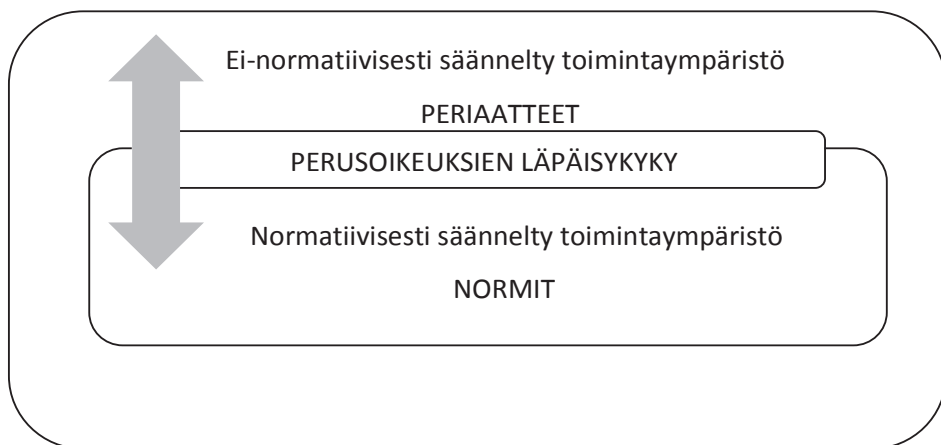 Ei-normatiivisesti säännelty toimintaympäristö
PERIAATTEET
PERUSOIKEUKSIEN LÄPÄISYKYKY
Normatiivisesti säännelty toimintaympäristö
NORMIT